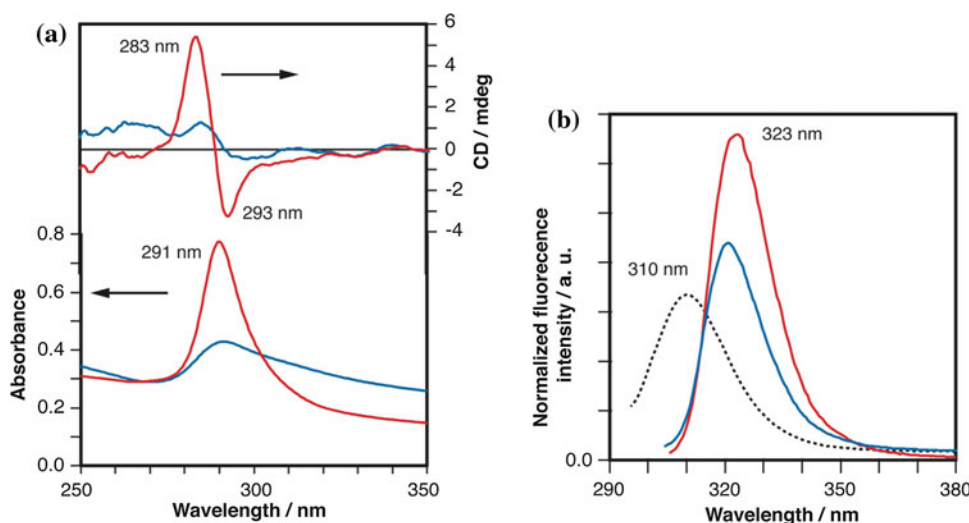 (a)
283 nm
6
4
2
0
-2
-4
CD / mdeg
293 nm
0.8
0.6
0.4
0.2
0.0
Absorbance
291 nm
250
300
350
Wavelength / nm
(b)
323 nm
310 nm
Normalized fluorecence
intensity / a. u.
0.0
290
320
350
380
Wavelength / nm